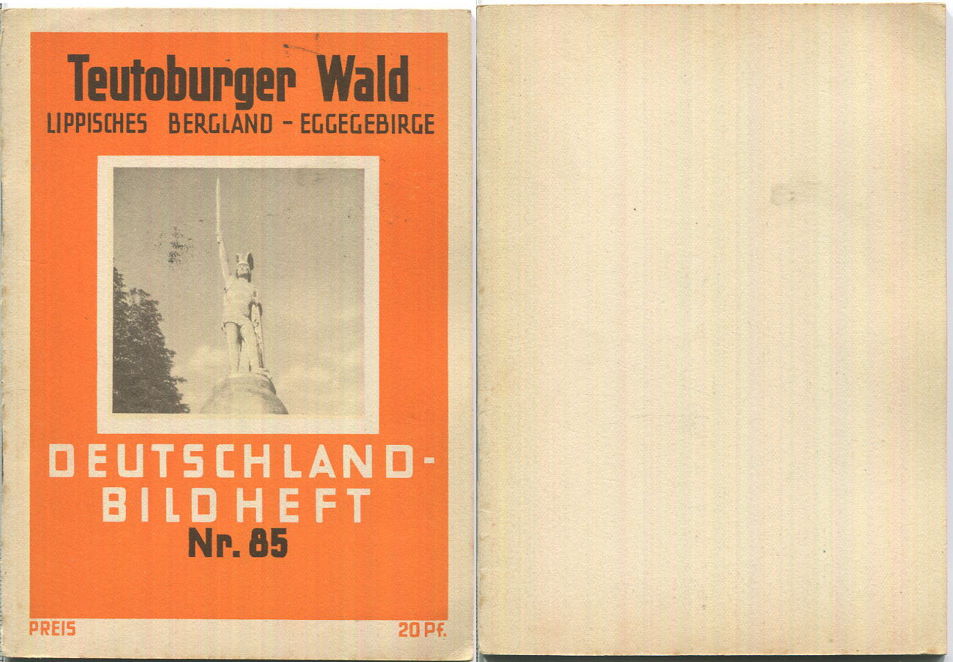 Teutoburger Wald
LIPPISCHES BERGLAND - EGGEGEBIRGE
DEUTSCHLAND-
BILDHEFT
Nr. 85
PREIS 20 Pf.